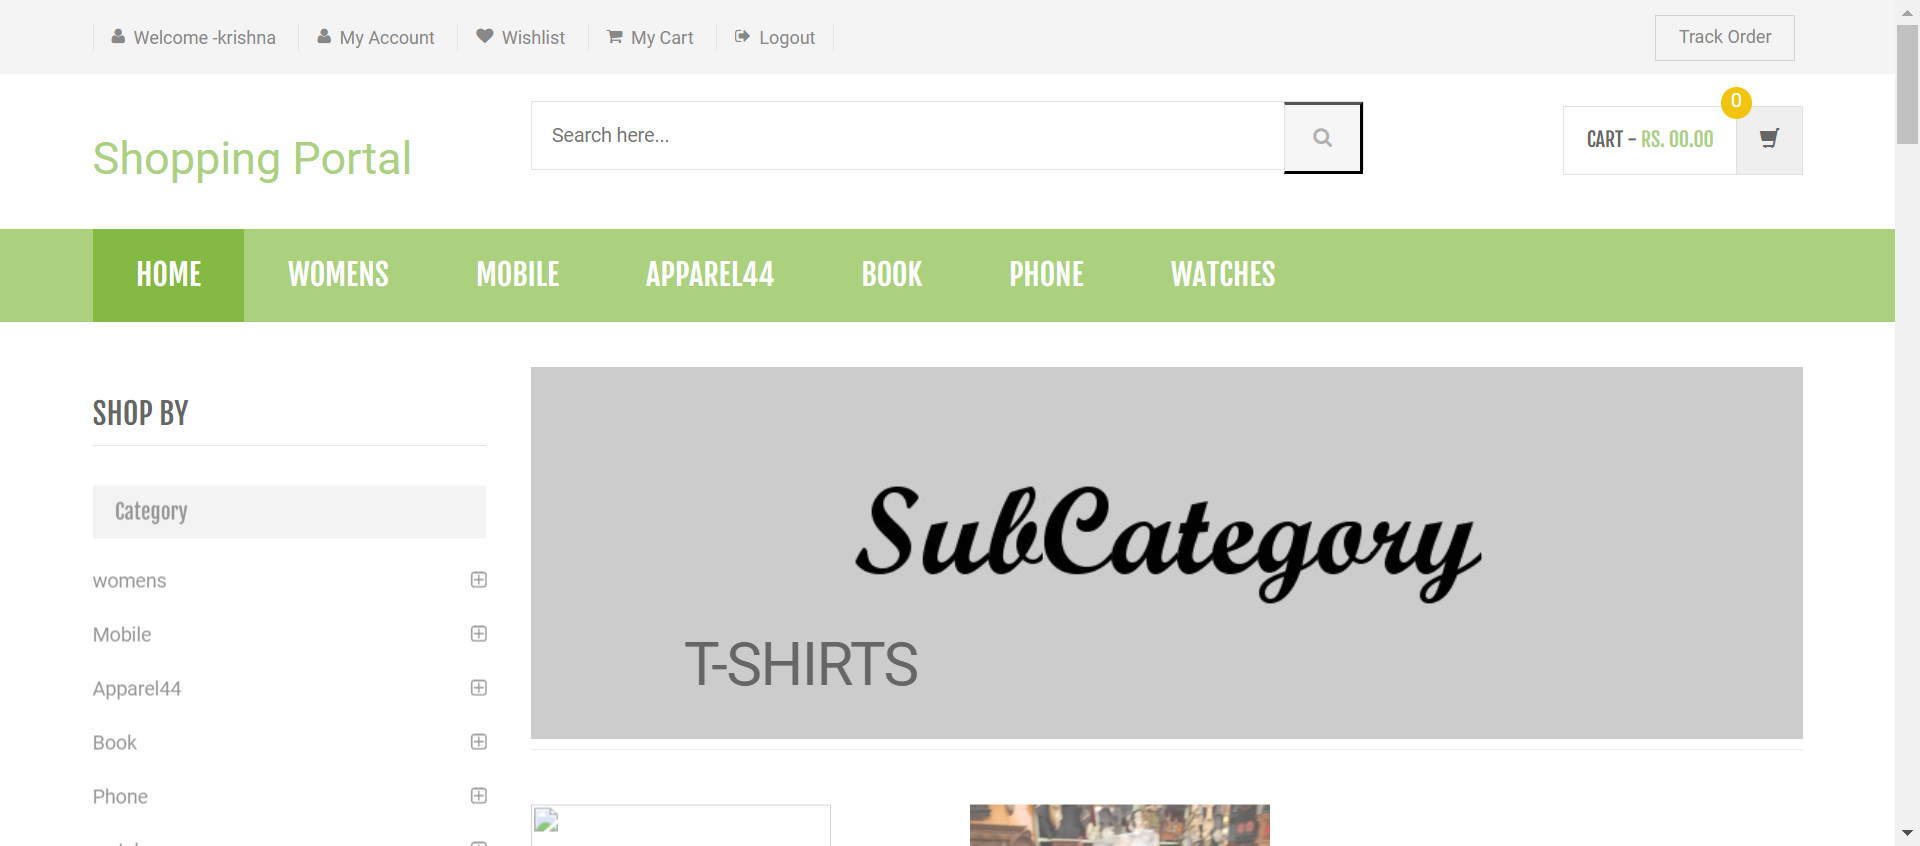 Welcome -krishna
My Account
Wishlist
My Cart
Logout
Track Order
Shopping Portal
Search here...
0
CART - RS. 00.00
HOME
WOMENS
MOBILE
APPAREL44
BOOK
PHONE
WATCHES
SHOP BY
Category
womens
Mobile
Apparel44
Book
Phone
SubCategory
T-SHIRTS